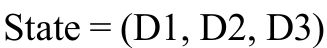 State = (D1, D2, D3)